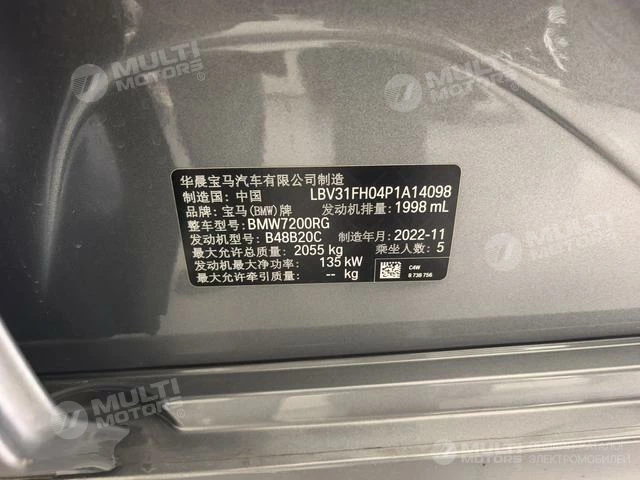 MULTI
MOTORS®
MULTI
MOTORS®
华晨宝马汽车有限公司制造
制造国：中国 LBV31FH04P1A14098
品牌：宝马(BMW)牌 发动机排量：1998 mL
整车型号：BMW7200RG
发动机型号：B48B20C 制造年月：2022-11
最大允许总质量：2055 kg 乘坐人数：5
发动机最大净功率：135 kW
最大允许牵引质量：-- kg
C4W
8 738 756
MULTI
MOTORS®
MULTI
MOTORS
ЭЛЕКТРОМОБИЛЕЙ